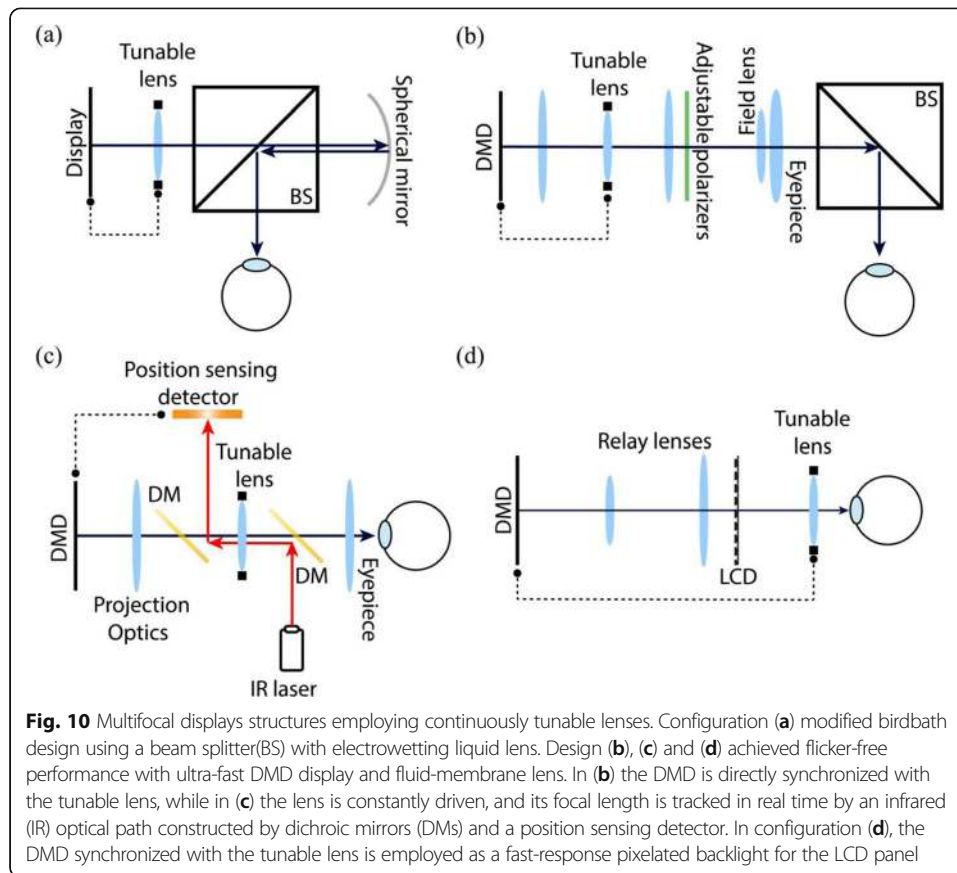 (a)
Tunable
lens
Display
BS
Spherical mirror
(b)
Tunable
lens
DMD
Adjustable polarizers
Field lens
Eyepiece
BS
(c)
Position sensing
detector
Tunable
lens
DM
DMD
DM
Projection
Optics
Eyepiece
IR laser
(d)
Tunable
lens
Relay lenses
DMD
LCD
Fig. 10 Multifocal displays structures employing continuously tunable lenses. Configuration (a) modified birdbath
design using a beam splitter(BS) with electrowetting liquid lens. Design (b), (c) and (d) achieved flicker-free
performance with ultra-fast DMD display and fluid-membrane lens. In (b) the DMD is directly synchronized with
the tunable lens, while in (c) the lens is constantly driven, and its focal length is tracked in real time by an infrared
(IR) optical path constructed by dichroic mirrors (DMs) and a position sensing detector. In configuration (d), the
DMD synchronized with the tunable lens is employed as a fast-response pixelated backlight for the LCD panel